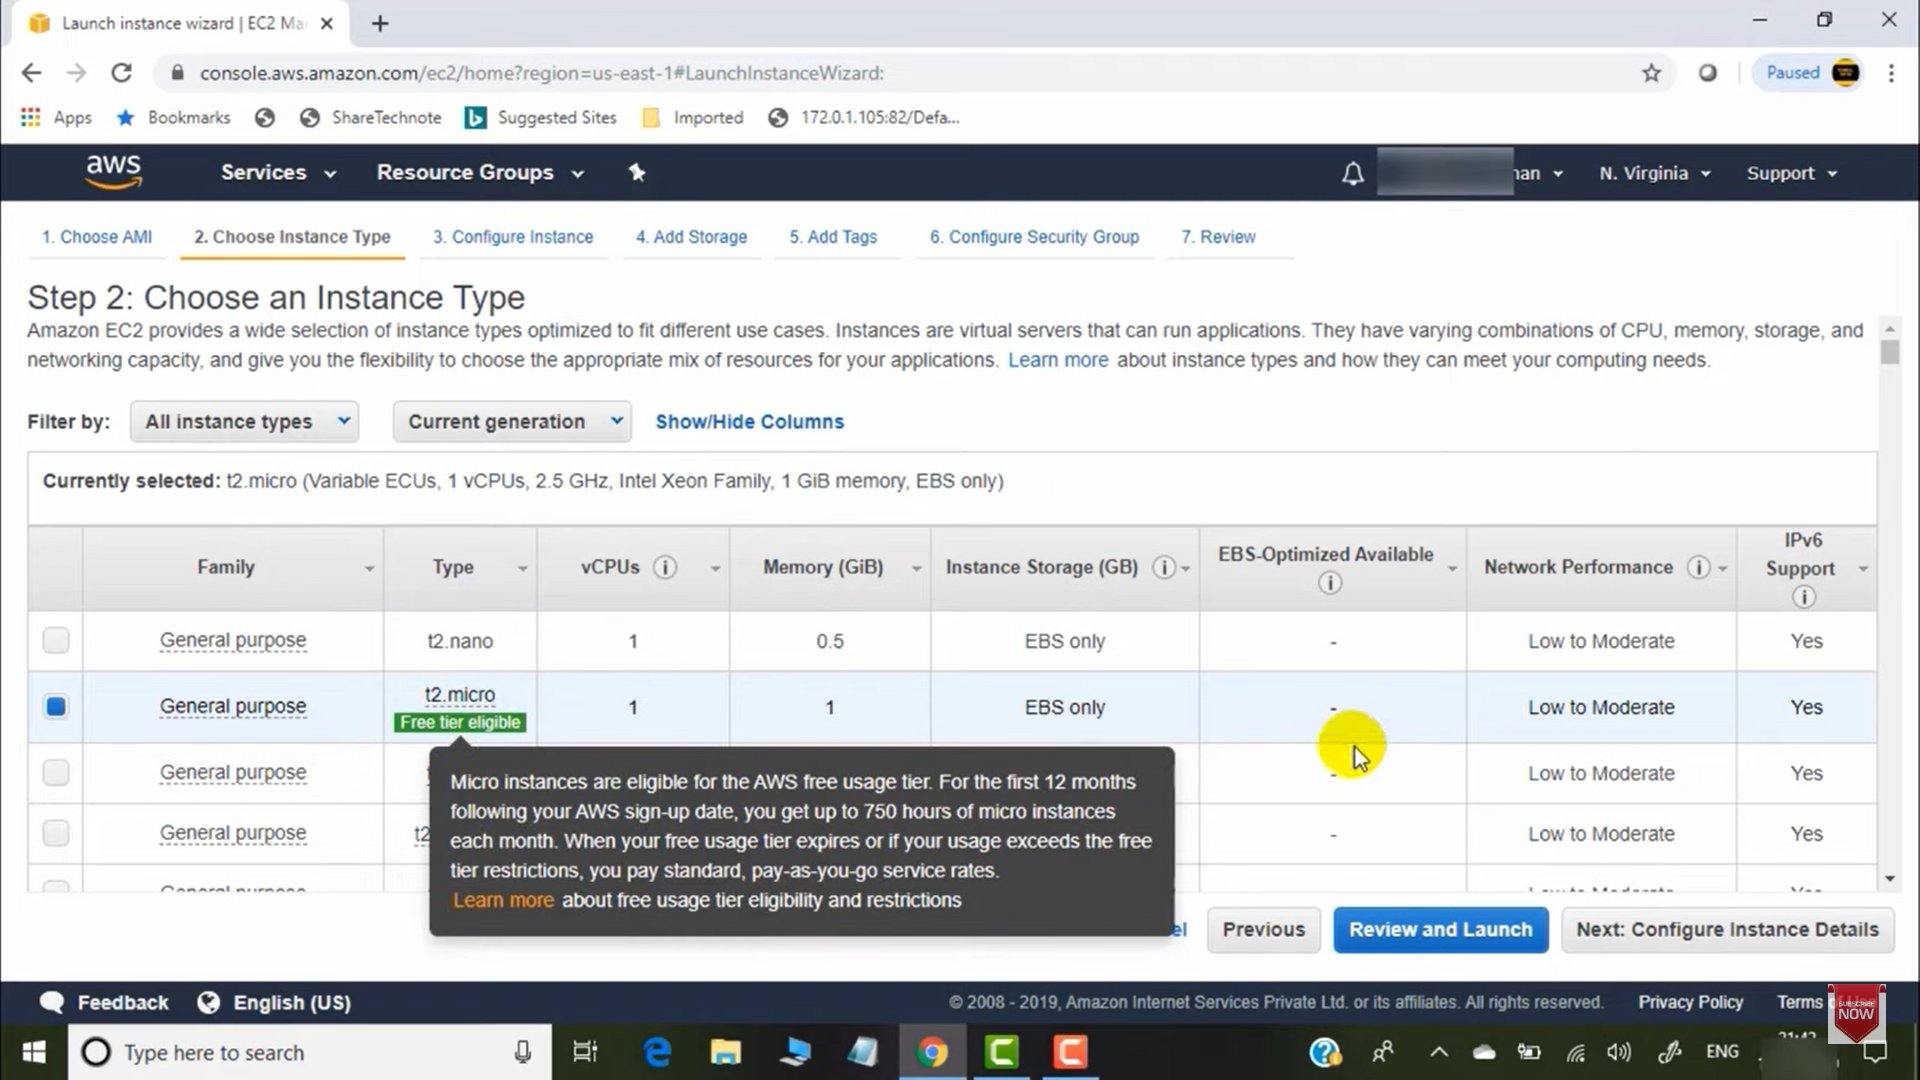 Launch instance wizard | EC2 Ma
console.aws.amazon.com/ec2/home?region=us-east-1#LaunchInstanceWizard:
Paused
Apps
Bookmarks
ShareTechnote
Suggested Sites
Imported
172.0.1.105:82/Defa...
aws
Services
Resource Groups
N. Virginia
Support
1. Choose AMI
2. Choose Instance Type
3. Configure Instance
4. Add Storage
5. Add Tags
6. Configure Security Group
7. Review
Step 2: Choose an Instance Type
Amazon EC2 provides a wide selection of instance types optimized to fit different use cases. Instances are virtual servers that can run applications. They have varying combinations of CPU, memory, storage, and
networking capacity, and give you the flexibility to choose the appropriate mix of resources for your applications. Learn more about instance types and how they can meet your computing needs.
Filter by:
All instance types
Current generation
Show/Hide Columns
Currently selected: t2.micro (Variable ECUs, 1 vCPUs, 2.5 GHz, Intel Xeon Family, 1 GiB memory, EBS only)
Family
Type
vCPUs
Memory (GiB)
Instance Storage (GB)
EBS-Optimized Available
Network Performance
IPv6
Support
General purpose
t2.nano
1
0.5
EBS only
-
Low to Moderate
Yes
General purpose
t2.micro
Free tier eligible
1
1
EBS only
-
Low to Moderate
Yes
General purpose
-
Low to Moderate
Yes
General purpose
-
Low to Moderate
Yes
Micro instances are eligible for the AWS free usage tier. For the first 12 months
following your AWS sign-up date, you get up to 750 hours of micro instances
each month. When your free usage tier expires or if your usage exceeds the free
tier restrictions, you pay standard, pay-as-you-go service rates.
Learn more about free usage tier eligibility and restrictions
Previous
Review and Launch
Next: Configure Instance Details
Feedback
English (US)
© 2008 - 2019, Amazon Internet Services Private Ltd. or its affiliates. All rights reserved.
Privacy Policy
Terms
SUBSCRIBE
NOW
Type here to search
ENG